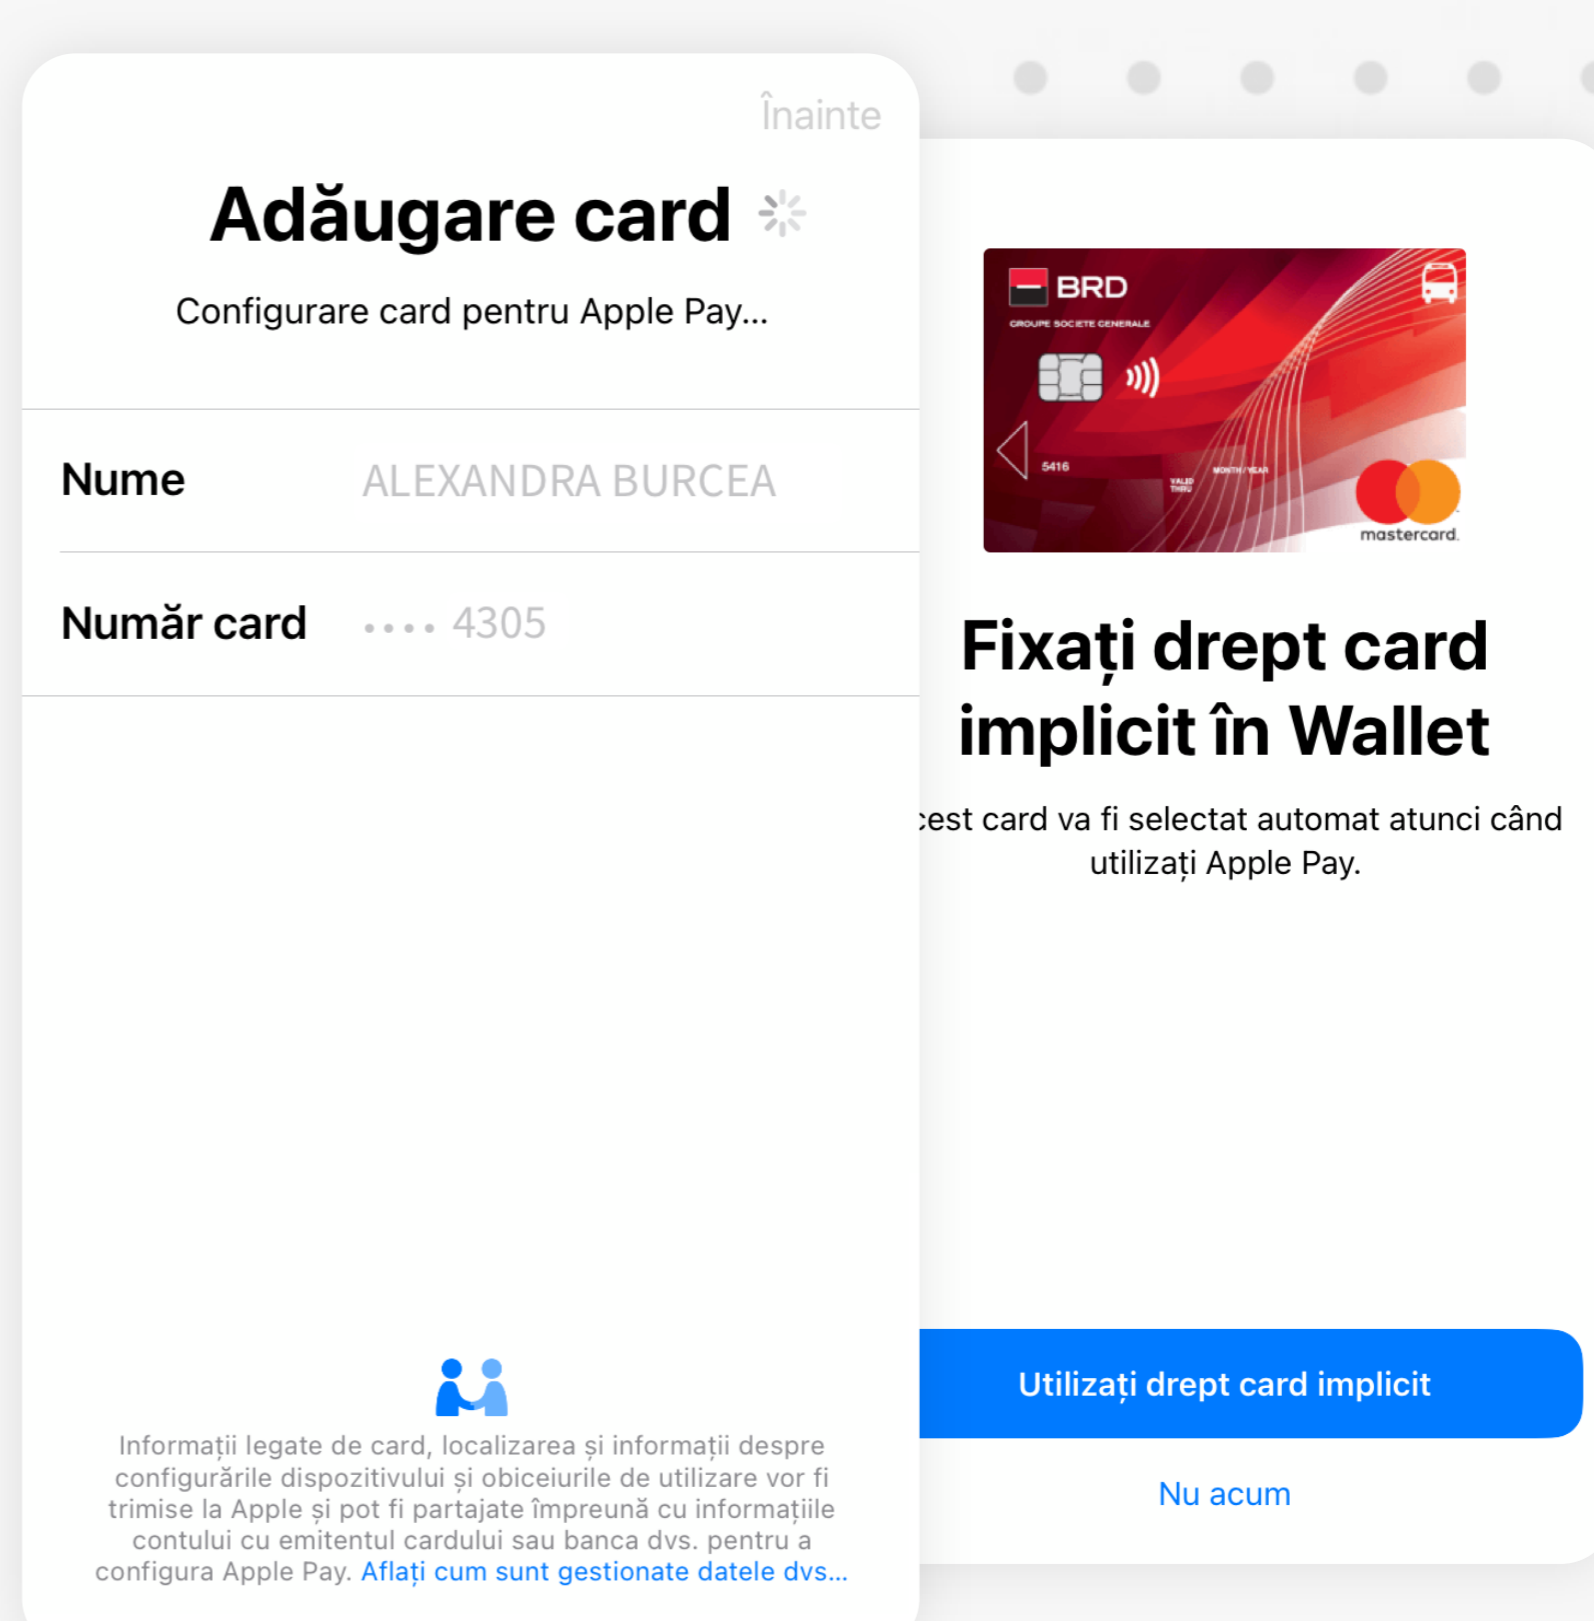 Înainte
Adăugare card
Configurare card pentru Apple Pay...
Nume ALEXANDRA BURCEA
Număr card •••• 4305
Informații legate de card, localizarea și informații despre
configurările dispozitivului și obiceiurile de utilizare vor fi
trimise la Apple și pot fi partajate împreună cu informațiile
contului cu emitentul cardului sau banca dvs. pentru a
configura Apple Pay. Aflați cum sunt gestionate datele dvs...
BRD
GROUPE SOCIETE GENERALE
5416
MONTH/YEAR
VALID
THRU
mastercard.
Fixați drept card
implicit în Wallet
cest card va fi selectat automat atunci când
utilizați Apple Pay.
Utilizați drept card implicit
Nu acum